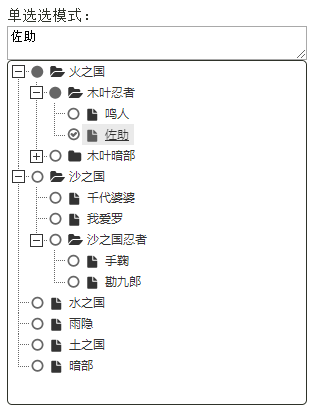 单选选模式：
佐助
火之国
木叶忍者
鸣人
佐助
木叶暗部
沙之国
千代婆婆
我爱罗
沙之国忍者
手鞠
勘九郎
水之国
雨隐
土之国
暗部